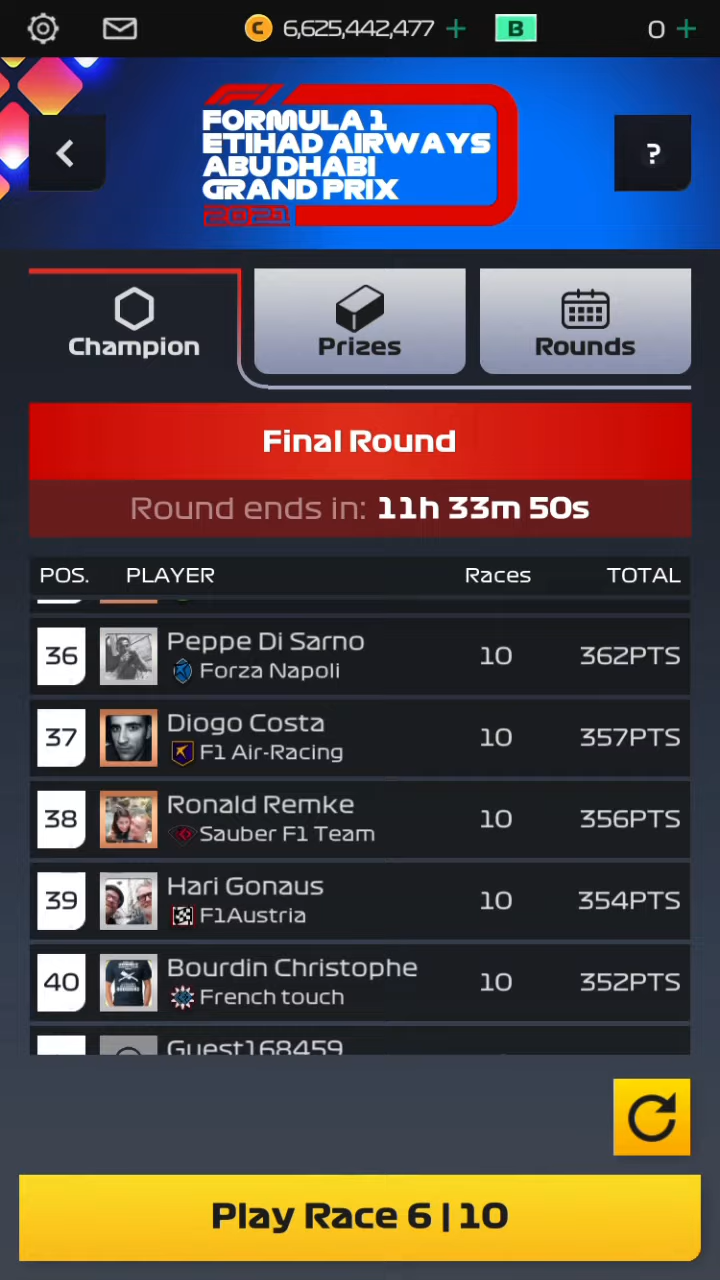 C 6,625,442,477 + B 0 +
FORMULA 1
ETIHAD AIRWAYS
ABU DHABI
GRAND PRIX
2021
?
Champion Prizes Rounds
Final Round
Round ends in: 11h 33m 50s
POS. PLAYER Races TOTAL
36 Peppe Di Sarno 10 362PTS
Forza Napoli
37 Diogo Costa 10 357PTS
F1 Air-Racing
38 Ronald Remke 10 356PTS
Sauber F1 Team
39 Hari Gonaus 10 354PTS
F1Austria
40 Bourdin Christophe 10 352PTS
French touch
Guest168459
Play Race 6 | 10